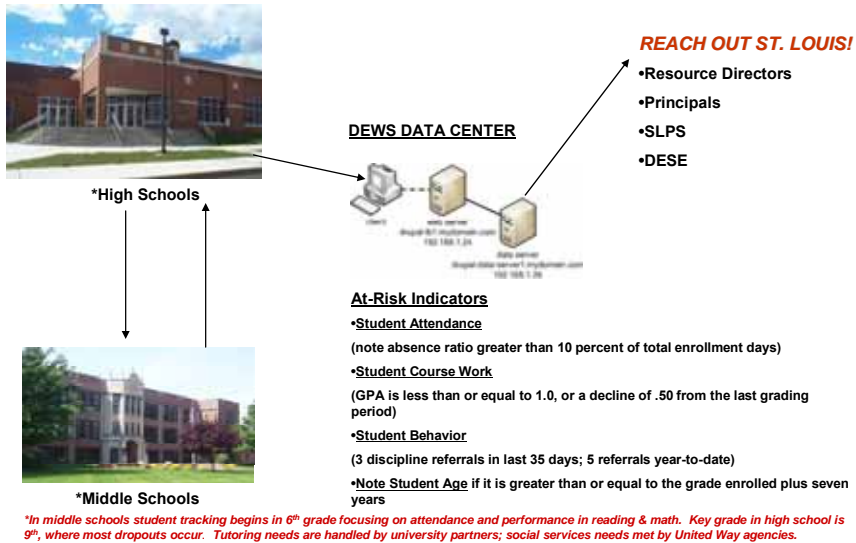 REACH OUT ST. LOUIS!
•Resource Directors
•Principals
•SLPS
•DESE
DEWS DATA CENTER
*High Schools
client
web server
data server
At-Risk Indicators
•Student Attendance
(note absence ratio greater than 10 percent of total enrollment days)
•Student Course Work
(GPA is less than or equal to 1.0, or a decline of .50 from the last grading
period)
•Student Behavior
(3 discipline referrals in last 35 days; 5 referrals year-to-date)
•Note Student Age if it is greater than or equal to the grade enrolled plus seven
years
*Middle Schools
*In middle schools student tracking begins in 6th grade focusing on attendance and performance in reading & math. Key grade in high school is
9th, where most dropouts occur. Tutoring needs are handled by university partners; social services needs met by United Way agencies.